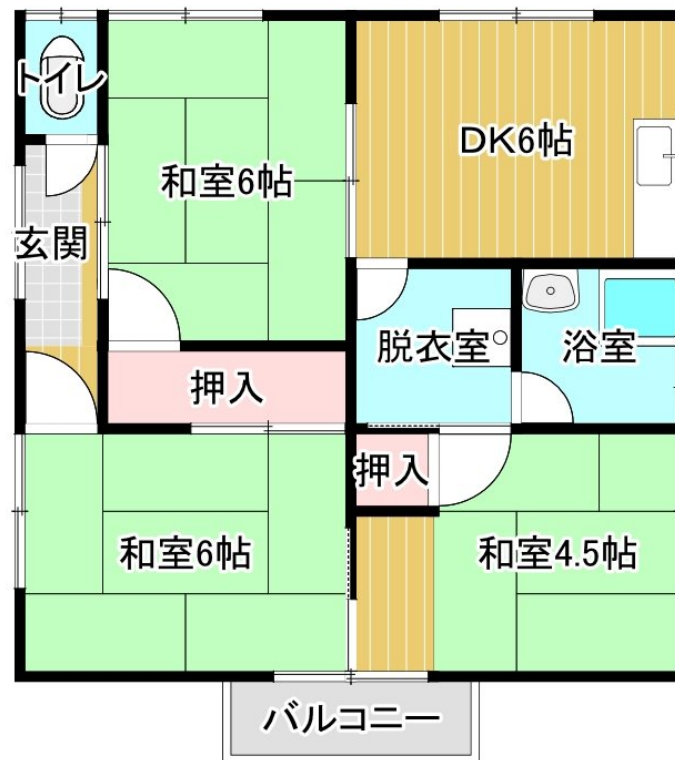 トイレ
和室6帖
DK6帖
玄関
脱衣室
浴室
押入
押入
和室6帖
和室4.5帖
バルコニー